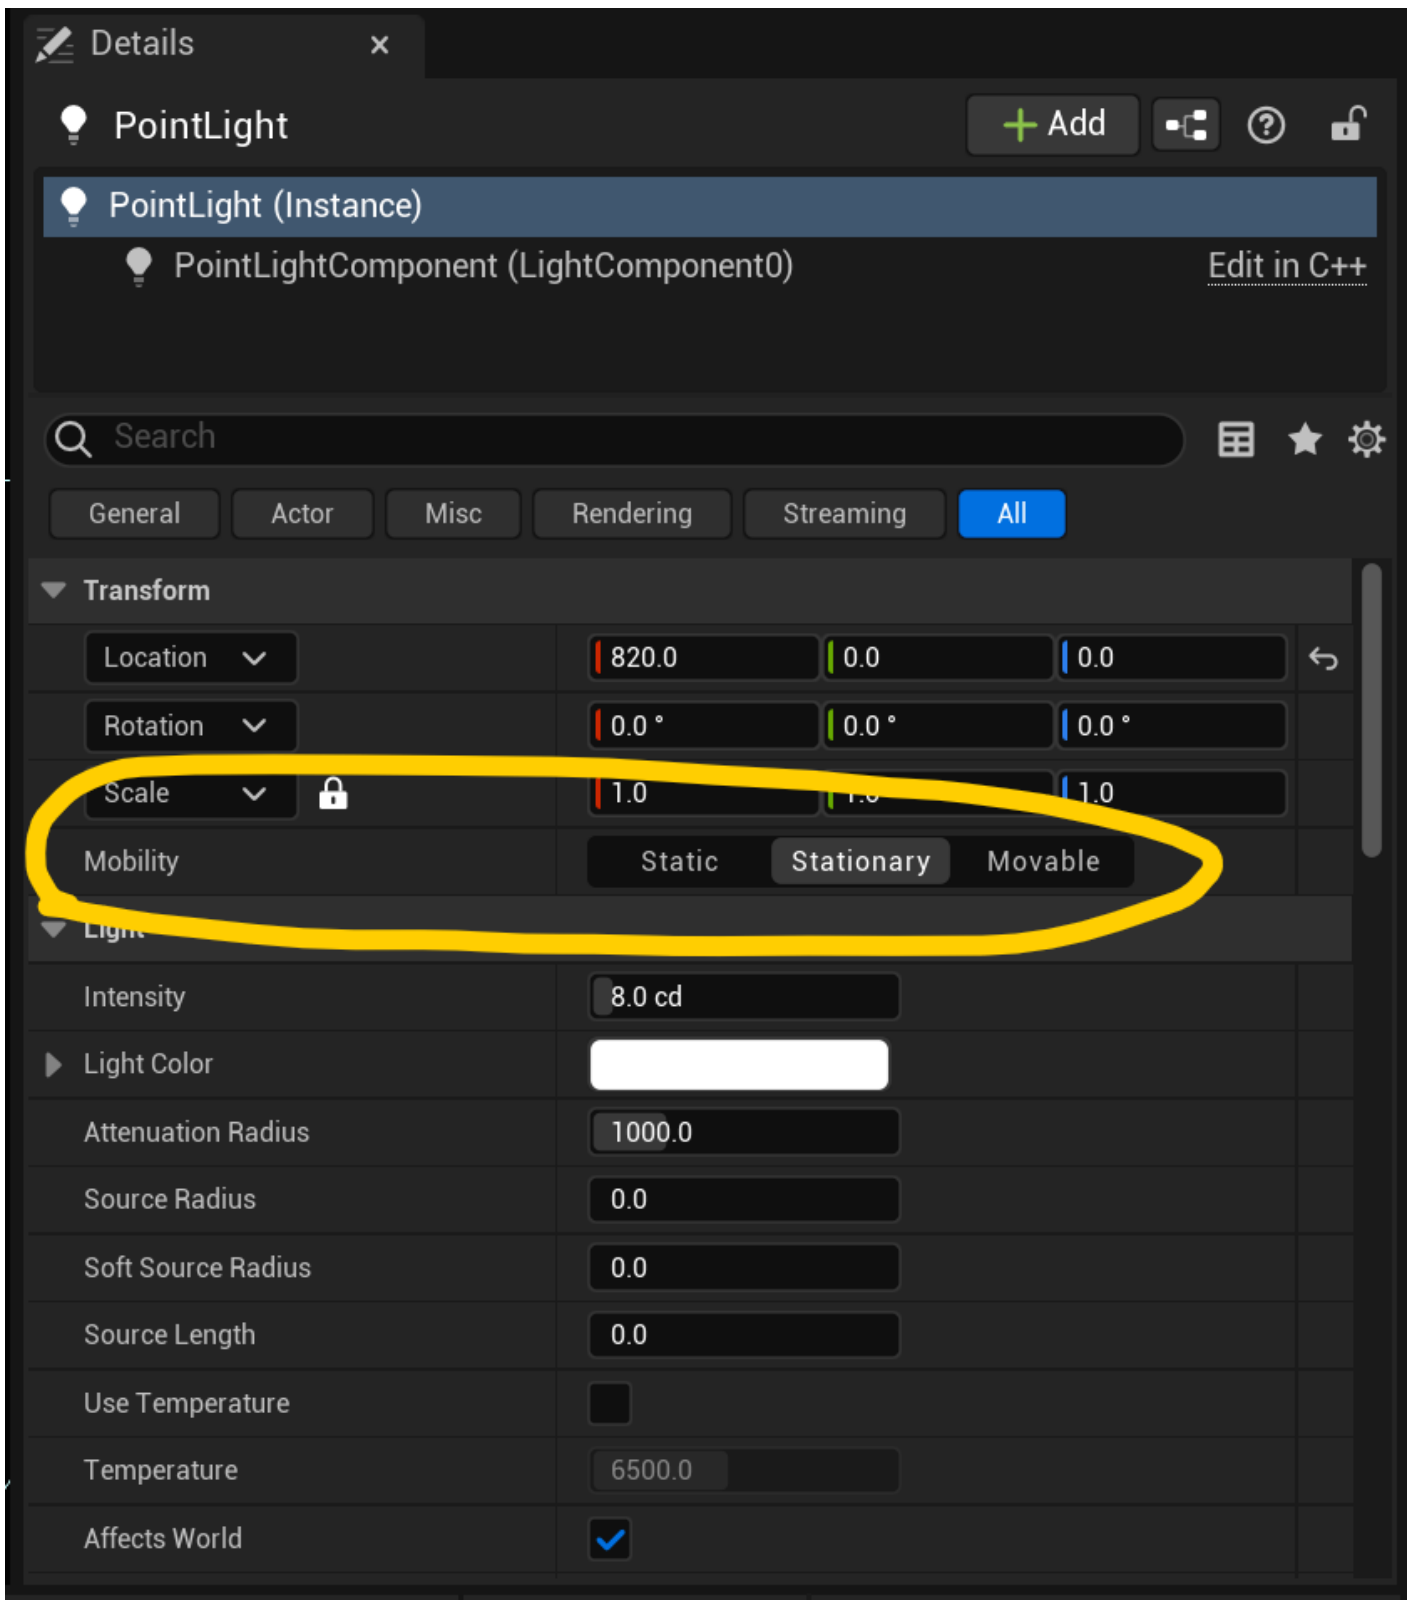 Details
PointLight
Add
PointLight (Instance)
PointLightComponent (LightComponent0) Edit in C++
Search
General Actor Misc Rendering Streaming All
Transform
Location 820.0 0.0 0.0
Rotation 0.0 ° 0.0 ° 0.0 °
Scale 1.0 1.0 1.0
Mobility Static Stationary Movable
Light
Intensity 8.0 cd
Light Color
Attenuation Radius 1000.0
Source Radius 0.0
Soft Source Radius 0.0
Source Length 0.0
Use Temperature
Temperature 6500.0
Affects World